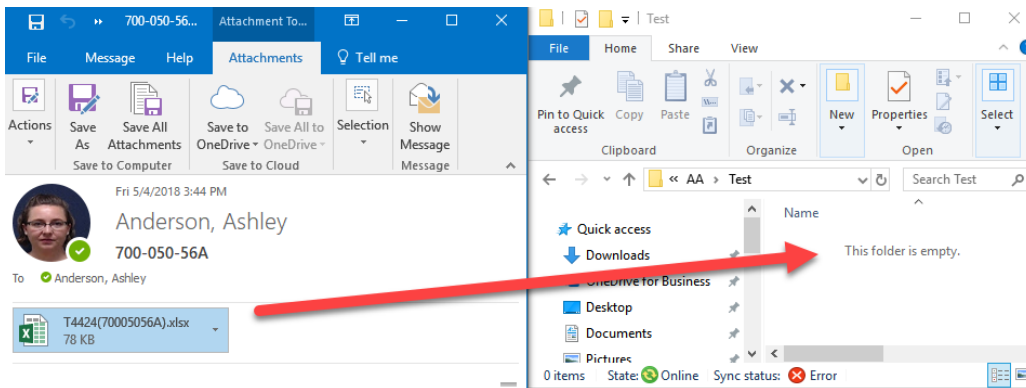 700-050-56...
Attachment To...
File Message Help Attachments Tell me
Actions
Save As
Save All Attachments
Save to OneDrive
Save All to OneDrive
Selection
Show Message
Save to Computer
Save to Cloud
Message
Fri 5/4/2018 3:44 PM
Anderson, Ashley
700-050-56A
To Anderson, Ashley
T4424(70005056A).xlsx
78 KB
Test
File Home Share View
Pin to Quick access
Copy
Paste
New
Properties
Select
Clipboard
Organize
Open
« AA > Test
Search Test
Name
This folder is empty.
Quick access
Downloads
OneDrive for Business
Desktop
Documents
Pictures
0 items State: Online Sync status: Error